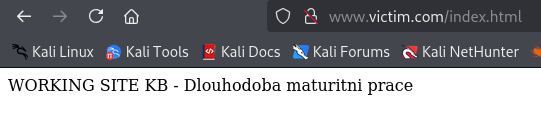 www.victim.com/index.html
Kali Linux Kali Tools Kali Docs Kali Forums Kali NetHunter
WORKING SITE KB - Dlouhodoba maturitni prace